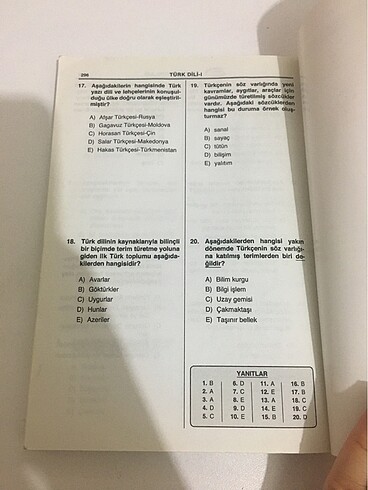 296
TÜRK DİLİ-I
17. Aşağıdakilerin hangisinde Türk
yazı dili ve lehçelerinin konuşul-
duğu ülke doğru olarak eşleştiril-
miştir?
A) Afşar Türkçesi-Rusya
B) Gagavuz Türkçesi-Moldova
C) Horasan Türkçesi-Çin
D) Salar Türkçesi-Makedonya
E) Hakas Türkçesi-Türkmenistan
18. Türk dilinin kaynaklarıyla bilinçli
bir biçimde terim türetme yoluna
giden ilk Türk toplumu aşağıda-
kilerden hangisidir?
A) Avarlar
B) Göktürkler
C) Uygurlar
D) Hunlar
E) Azeriler
19. Türkçenin söz varlığında yeni
kavramlar, aygıtlar, araçlar için
günümüzde türetilmiş sözcükler
vardır. Aşağıdaki sözcüklerden
hangisi bu duruma örnek oluş-
turmaz?
A) sanal
B) sayaç
C) tütün
D) bilişim
E) yalıtım
20. Aşağıdakilerden hangisi yakın
dönemde Türkçenin söz varlığı-
na katılmış terimlerden biri de-
ğildir?
A) Bilim kurgu
B) Bilgi işlem
C) Uzay gemisi
D) Çakmaktaşı
E) Taşınır bellek
YANITLAR
1. B 6. D 11. A 16. B
2. A 7. C 12. E 17. B
3. A 8. E 13. A 18. C
4. D 9. D 14. E 19. C
5. C 10. E 15. B 20. D